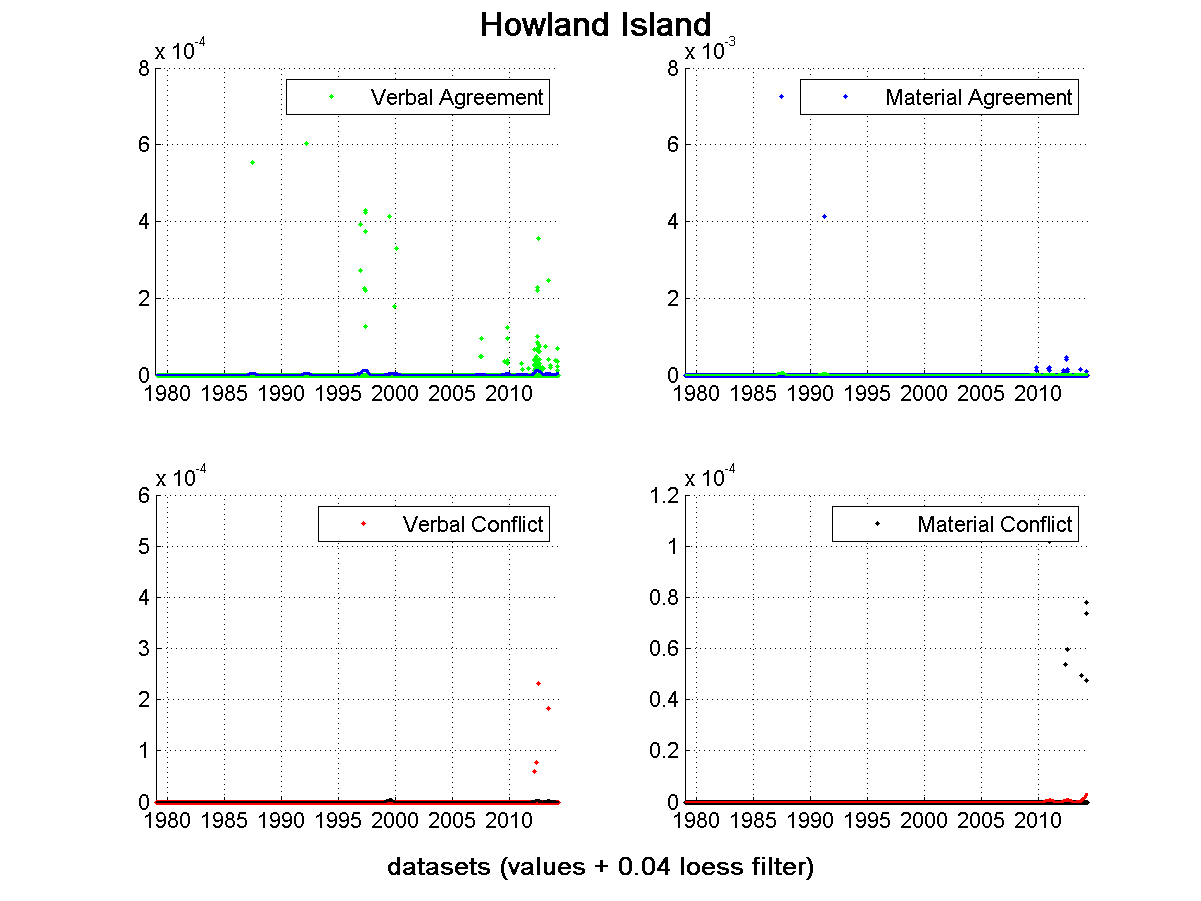 Howland Island
x 10-4
8
6
4
2
0
1980 1985 1990 1995 2000 2005 2010
Verbal Agreement
x 10-3
8
6
4
2
0
1980 1985 1990 1995 2000 2005 2010
Material Agreement
x 10-4
6
5
4
3
2
1
0
1980 1985 1990 1995 2000 2005 2010
Verbal Conflict
x 10-4
1.2
1
0.8
0.6
0.4
0.2
0
1980 1985 1990 1995 2000 2005 2010
Material Conflict
datasets (values + 0.04 loess filter)